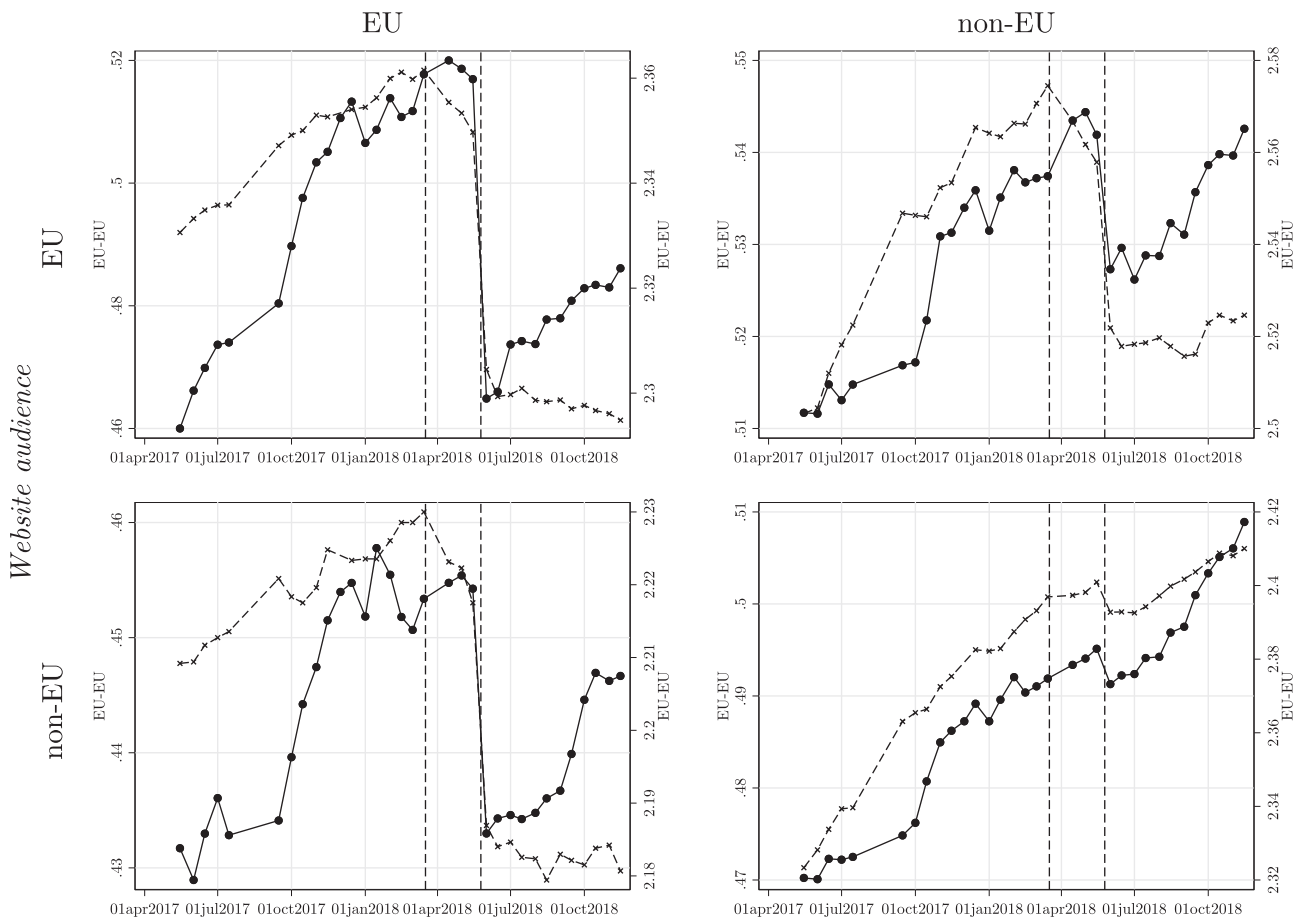 EU
non-EU
.52
.5
.48
.46
EU-EU
2.36
2.34
2.32
2.3
EU-EU
01apr2017 01jul2017 01oct2017 01jan2018 01apr2018 01jul2018 01oct2018
.55
.54
.53
.52
.51
EU-EU
2.58
2.56
2.54
2.52
2.5
EU-EU
01apr2017 01jul2017 01oct2017 01jan2018 01apr2018 01jul2018 01oct2018
EU
Website audience
non-EU
.46
.45
.44
.43
EU-EU
2.23
2.22
2.21
2.2
2.19
2.18
EU-EU
01apr2017 01jul2017 01oct2017 01jan2018 01apr2018 01jul2018 01oct2018
.51
.5
.49
.48
.47
EU-EU
2.42
2.4
2.38
2.36
2.34
2.32
EU-EU
01apr2017 01jul2017 01oct2017 01jan2018 01apr2018 01jul2018 01oct2018